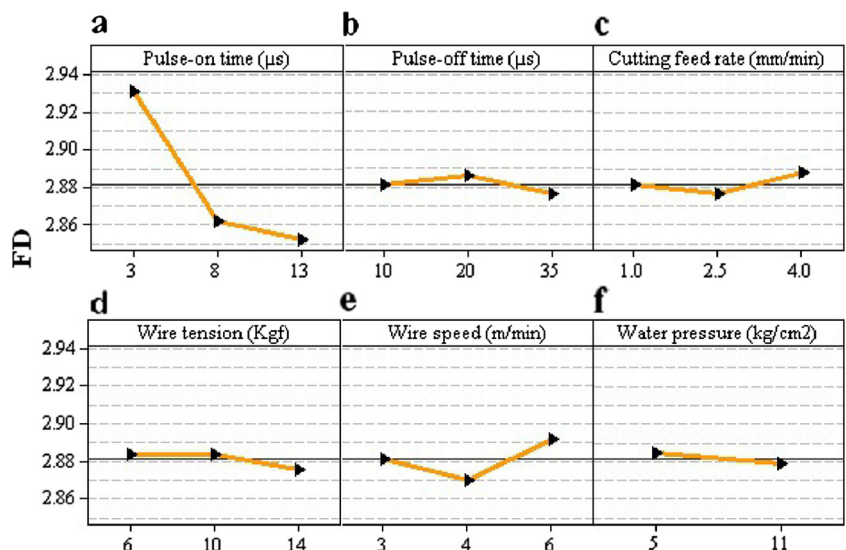 a b c
Pulse-on time (µs) Pulse-off time (µs) Cutting feed rate (mm/min)
2.94
2.92
2.90
2.88
2.86
3 8 13 10 20 35 1.0 2.5 4.0
FD
d e f
Wire tension (Kgf) Wire speed (m/min) Water pressure (kg/cm2)
2.94
2.92
2.90
2.88
2.86
6 10 14 3 4 6 5 11